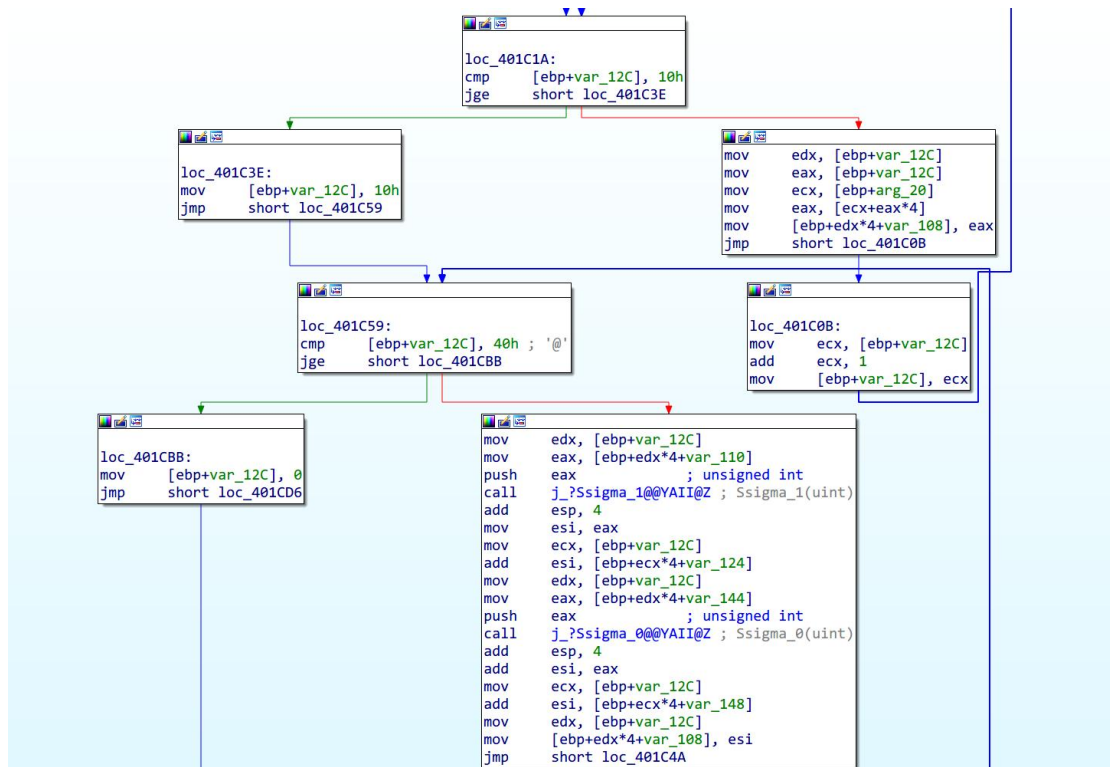 loc_401C1A:
cmp [ebp+var_12C], 10h
jge short loc_401C3E
loc_401C3E:
mov [ebp+var_12C], 10h
jmp short loc_401C59
mov edx, [ebp+var_12C]
mov eax, [ebp+var_12C]
mov ecx, [ebp+arg_20]
mov eax, [ecx+eax*4]
mov [ebp+edx*4+var_108], eax
jmp short loc_401C0B
loc_401C59:
cmp [ebp+var_12C], 40h ; '@'
jge short loc_401CBB
loc_401C0B:
mov ecx, [ebp+var_12C]
add ecx, 1
mov [ebp+var_12C], ecx
loc_401CBB:
mov [ebp+var_12C], 0
jmp short loc_401CD6
mov edx, [ebp+var_12C]
mov eax, [ebp+edx*4+var_110]
push eax ; unsigned int
call j_?Ssigma_1@@YAII@Z ; Ssigma_1(uint)
add esp, 4
mov esi, eax
mov ecx, [ebp+var_12C]
add esi, [ebp+ecx*4+var_124]
mov edx, [ebp+var_12C]
mov eax, [ebp+edx*4+var_144]
push eax ; unsigned int
call j_?Ssigma_0@@YAII@Z ; Ssigma_0(uint)
add esp, 4
add esi, eax
mov ecx, [ebp+var_12C]
add esi, [ebp+ecx*4+var_148]
mov edx, [ebp+var_12C]
mov [ebp+edx*4+var_108], esi
jmp short loc_401C4A